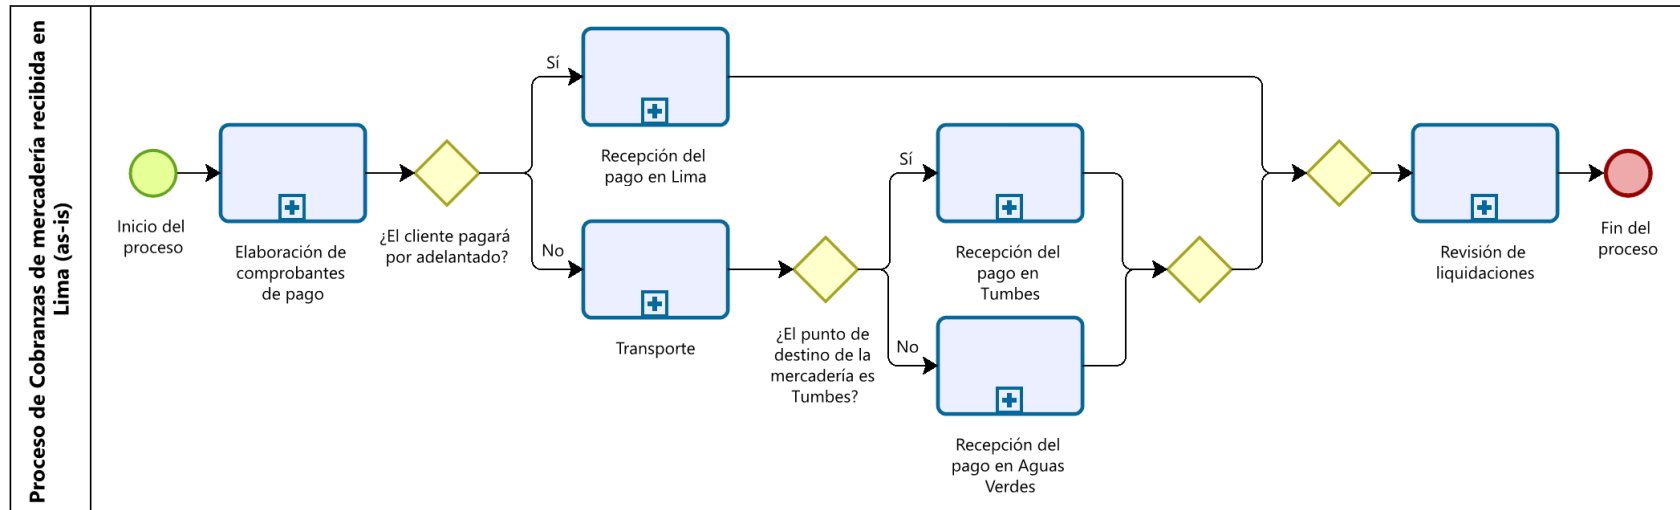 Proceso de Cobranzas de mercadería recibida en
Lima (as-is)
Inicio del
proceso
Elaboración de
comprobantes
de pago
¿El cliente pagará
por adelantado?
Sí
Recepción del
pago en Lima
No
Transporte
¿El punto de
destino de la
mercadería es
Tumbes?
Sí
Recepción del
pago en
Tumbes
No
Recepción del
pago en Aguas
Verdes
Revisión de
liquidaciones
Fin del
proceso